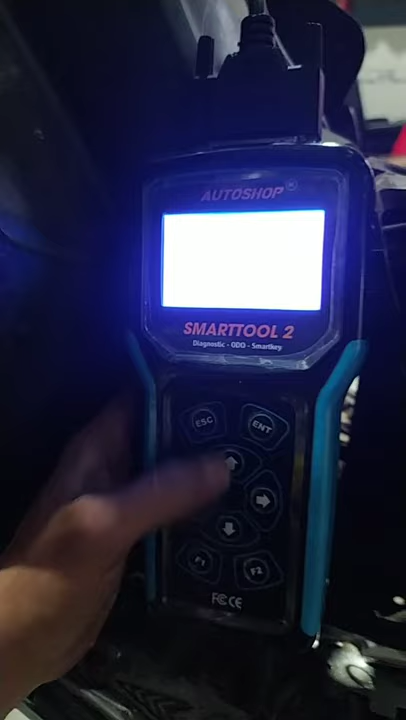 AUTOSHOP®
SMARTTOOL 2
Diagnostic - ODO - Smartkey
ESC
ENT
F1
F2
FC CE